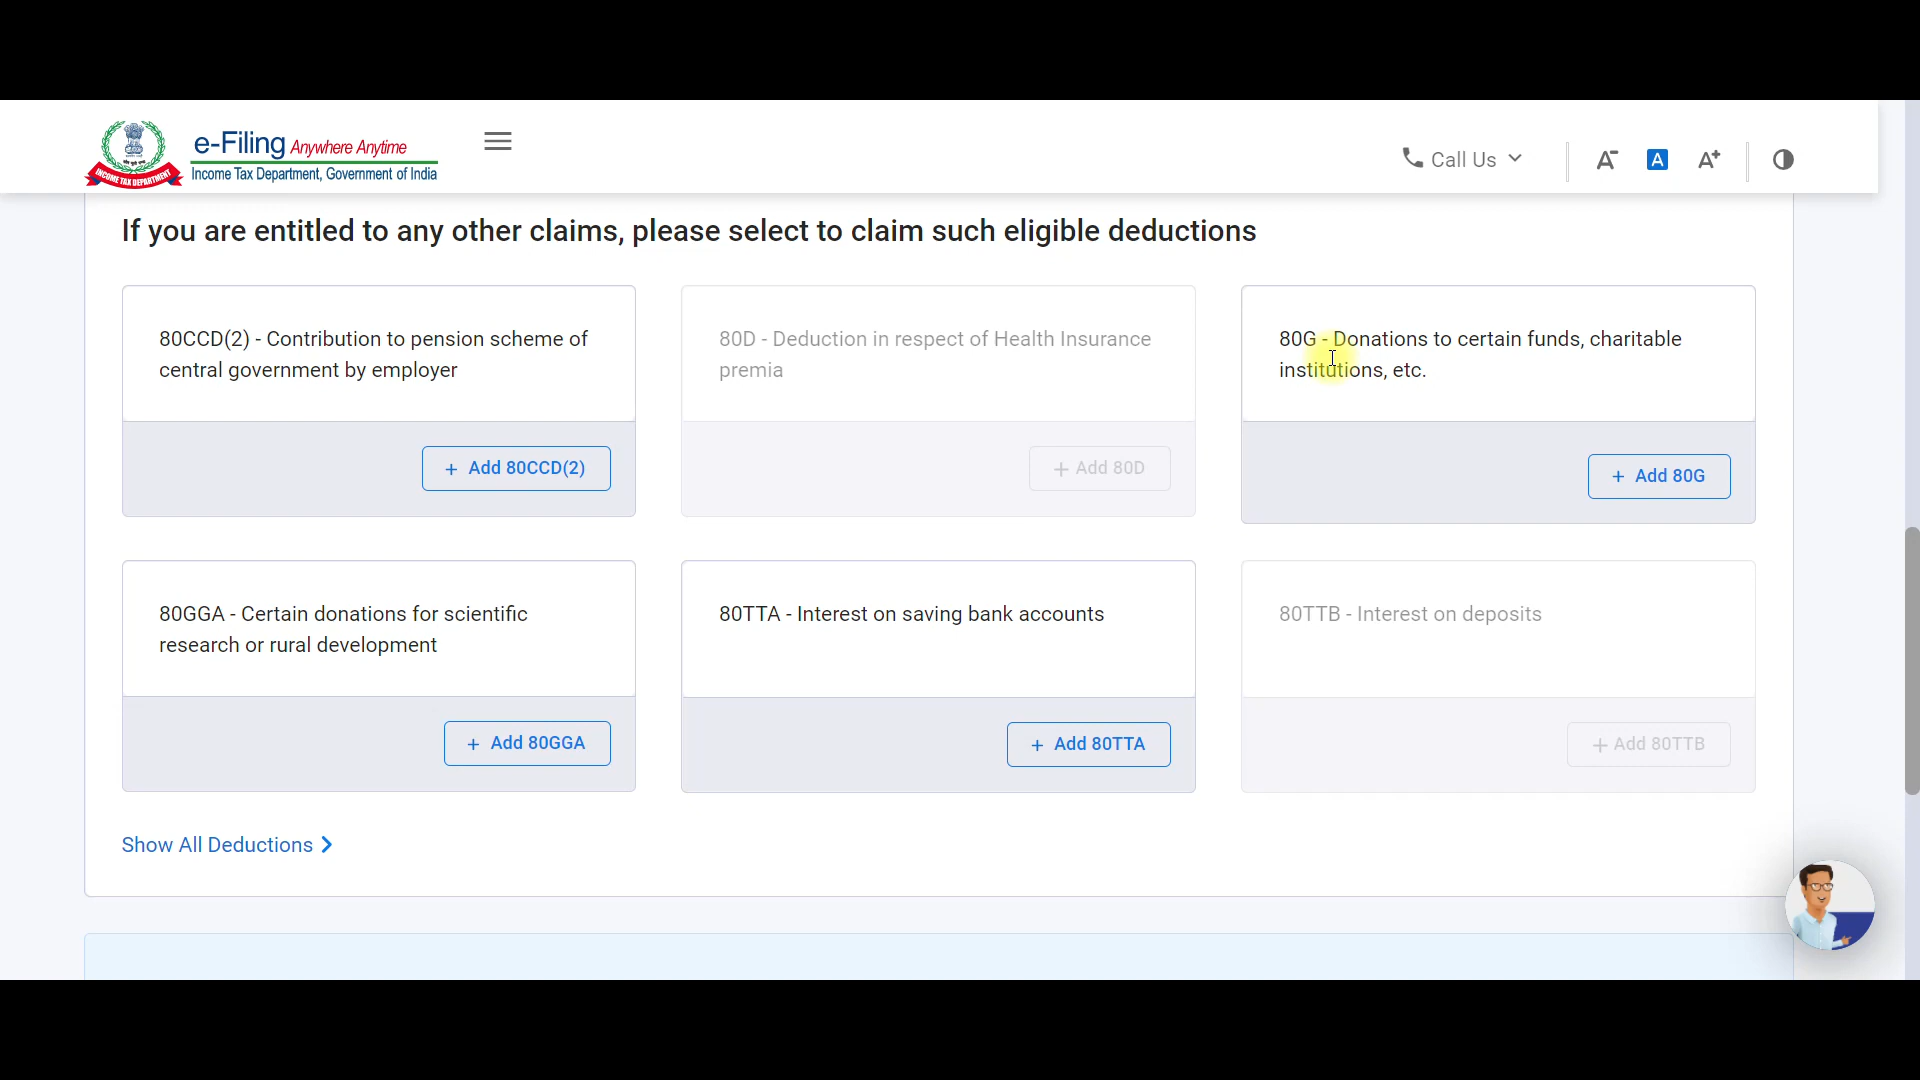 e-Filing Anywhere Anytime
Income Tax Department, Government of India
INCOME TAX DEPARTMENT
Call Us
A-
A
A+
If you are entitled to any other claims, please select to claim such eligible deductions
80CCD(2) - Contribution to pension scheme of
central government by employer
+ Add 80CCD(2)
80D - Deduction in respect of Health Insurance
premia
+ Add 80D
80G - Donations to certain funds, charitable
institutions, etc.
+ Add 80G
80GGA - Certain donations for scientific
research or rural development
+ Add 80GGA
80TTA - Interest on saving bank accounts
+ Add 80TTA
80TTB - Interest on deposits
+ Add 80TTB
Show All Deductions >